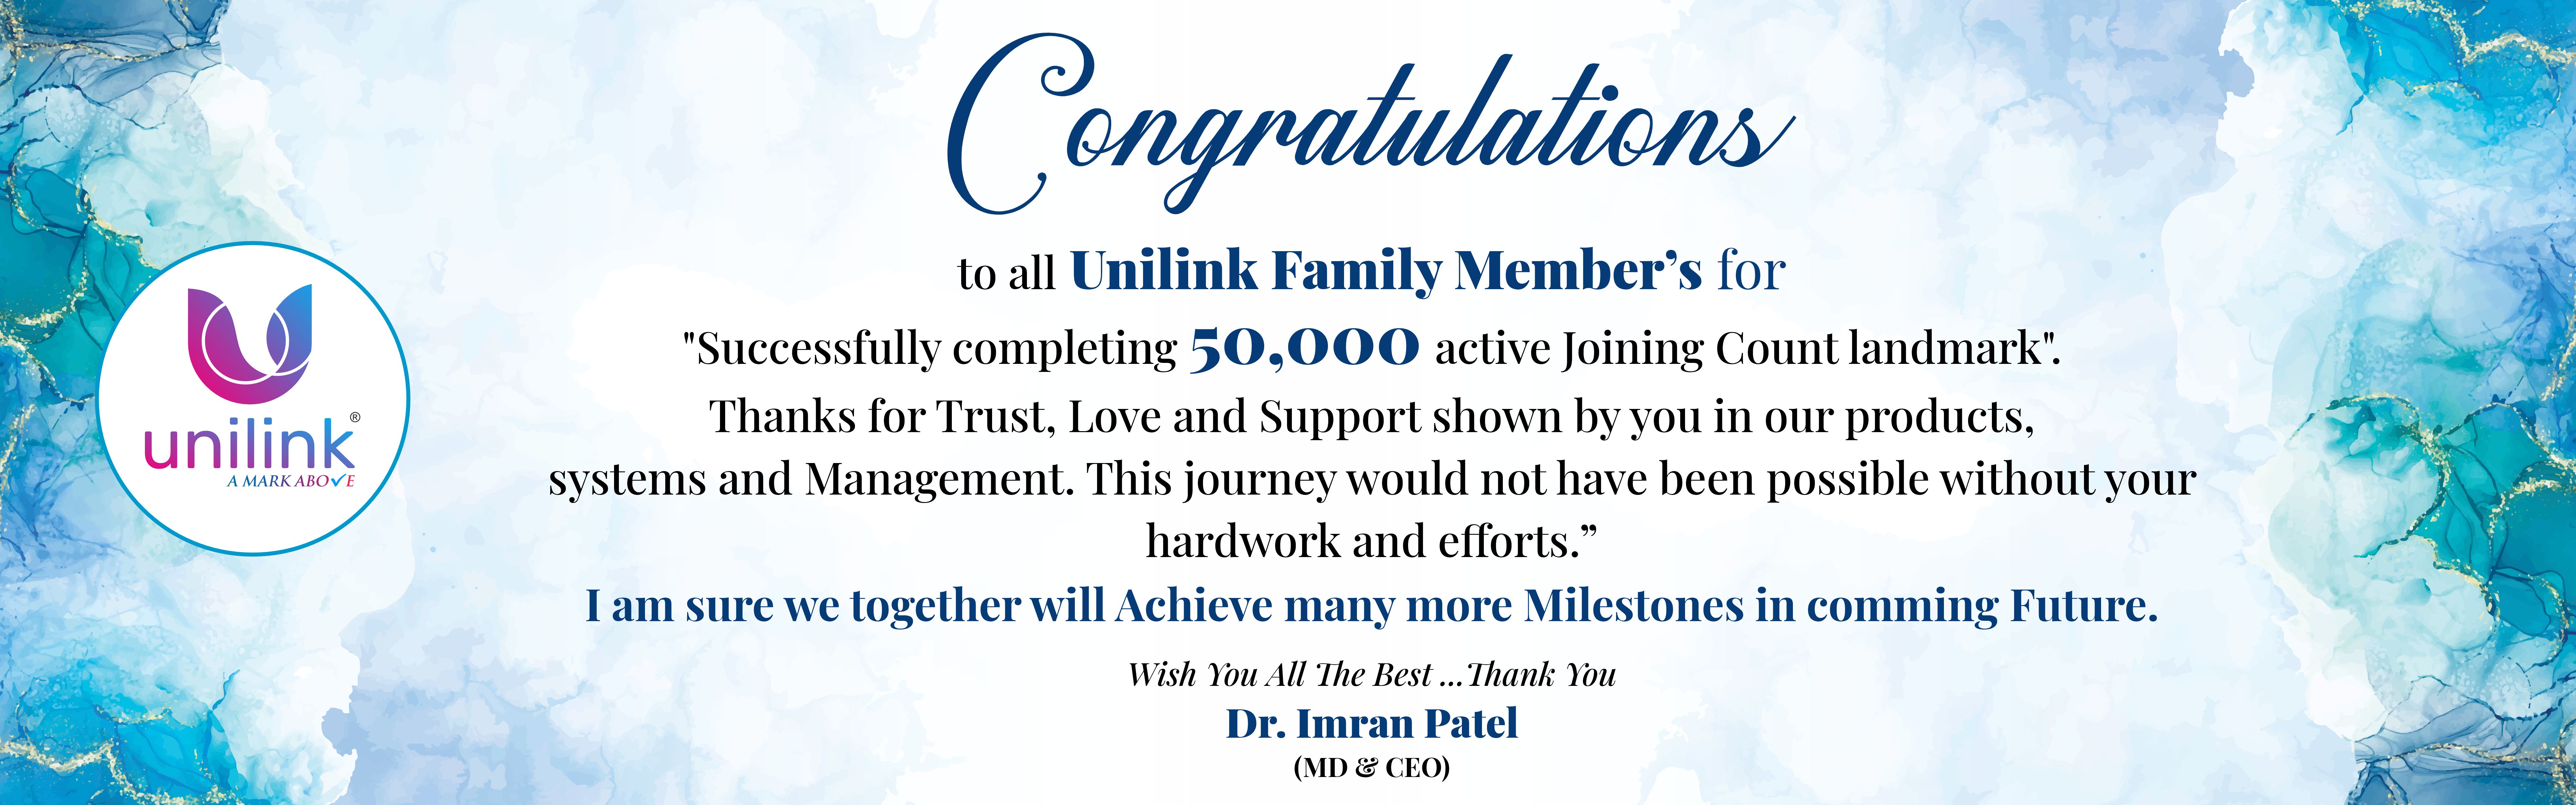 Congratulations
to all Unilink Family Member’s for
"Successfully completing 50,000 active Joining Count landmark".
Thanks for Trust, Love and Support shown by you in our products,
systems and Management. This journey would not have been possible without your
hardwork and efforts.”
I am sure we together will Achieve many more Milestones in comming Future.
Wish You All The Best ...Thank You
Dr. Imran Patel
(MD & CEO)
unilink®
A MARK ABOVE